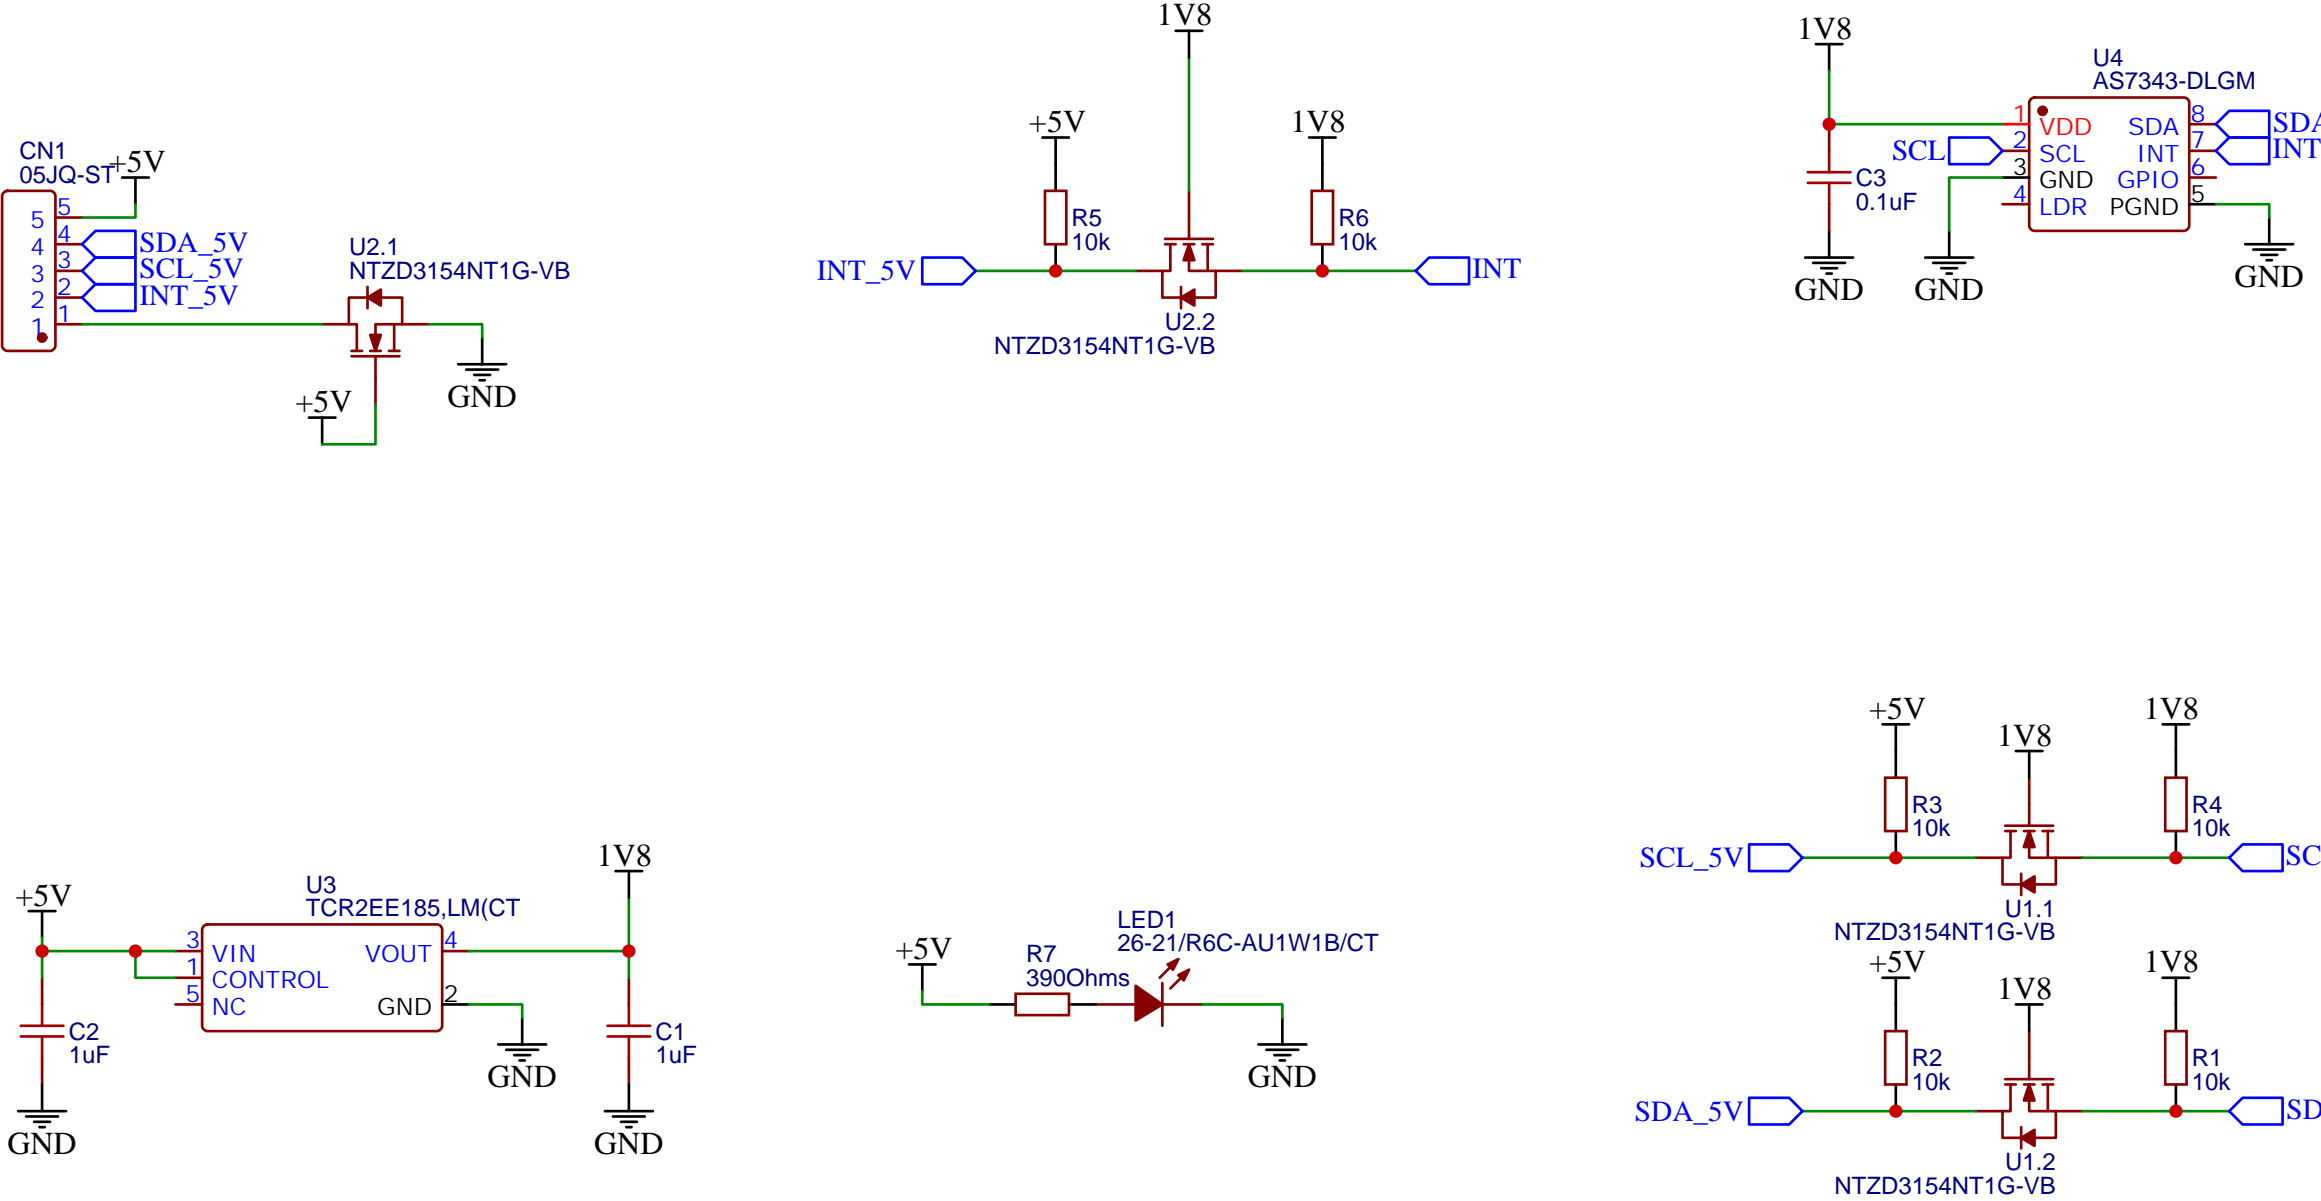 CN1
05JQ-ST
+5V
5
4
3
2
1
5
4
3
2
1
SDA_5V
SCL_5V
INT_5V
U2.1
NTZD3154NT1G-VB
GND
+5V
1V8
+5V
1V8
R5
10k
R6
10k
INT_5V
INT
U2.2
NTZD3154NT1G-VB
1V8
U4
AS7343-DLGM
1
2
3
4
VDD
SCL
GND
LDR
SDA
INT
GPIO
PGND
8
7
6
5
SCL
SDA
INT
C3
0.1uF
GND
GND
GND
+5V
U3
TCR2EE185,LM(CT
3
1
5
VIN
CONTROL
NC
VOUT
GND
4
2
1V8
C2
1uF
C1
1uF
GND
GND
GND
+5V
R7
390Ohms
LED1
26-21/R6C-AU1W1B/CT
GND
+5V
1V8
1V8
R3
10k
R4
10k
SCL_5V
SC
U1.1
NTZD3154NT1G-VB
+5V
1V8
1V8
R2
10k
R1
10k
SDA_5V
SD
U1.2
NTZD3154NT1G-VB